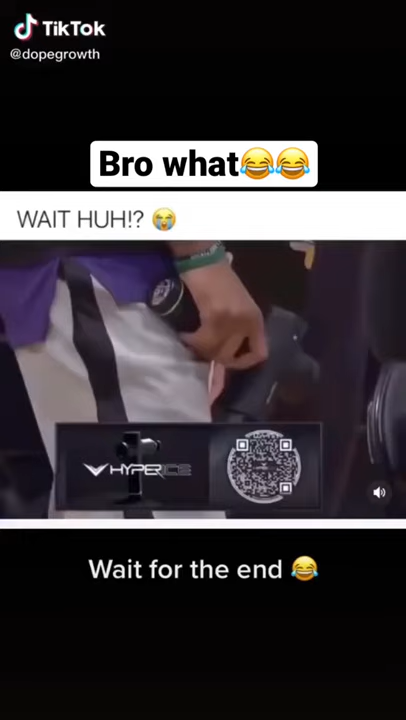 TikTok
@dopegrowth
Bro what😂😂
WAIT HUH!? 😭
HYPERICE
Wait for the end 😂